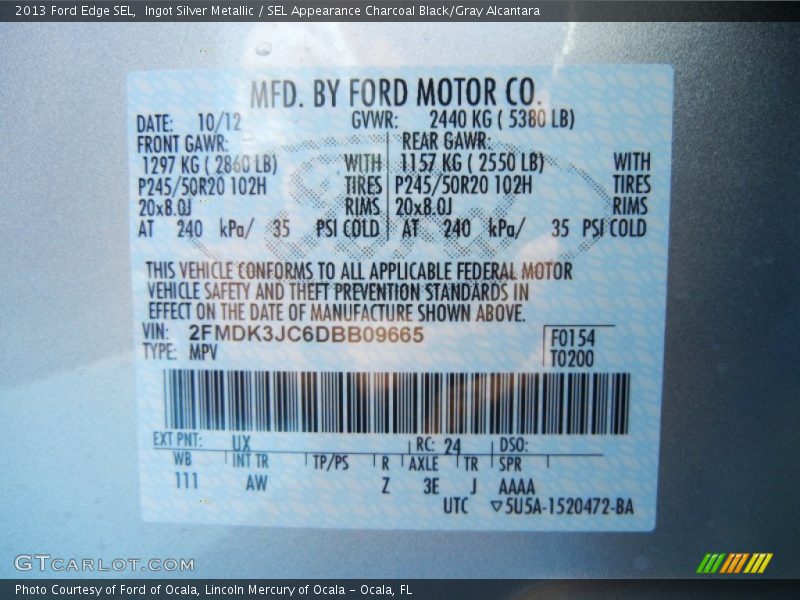 2013 Ford Edge SEL, Ingot Silver Metallic / SEL Appearance Charcoal Black/Gray Alcantara
MFD. BY FORD MOTOR CO.
DATE: 10/12 GVWR: 2440 KG ( 5380 LB)
FRONT GAWR: REAR GAWR:
1297 KG ( 2860 LB) WITH 1157 KG ( 2550 LB) WITH
P245/50R20 102H TIRES P245/50R20 102H TIRES
20x8.0J RIMS 20x8.0J RIMS
AT 240 kPa/ 35 PSI COLD AT 240 kPa/ 35 PSI COLD
THIS VEHICLE CONFORMS TO ALL APPLICABLE FEDERAL MOTOR
VEHICLE SAFETY AND THEFT PREVENTION STANDARDS IN
EFFECT ON THE DATE OF MANUFACTURE SHOWN ABOVE.
VIN: 2FMDK3JC6DBB09665 F0154
TYPE: MPV T0200
EXT PNT: UX RC: 24 DSO:
WB INT TR TP/PS R AXLE TR SPR
111 AW Z 3E J AAAA
UTC ▽5U5A-1520472-BA
GTCARLOT.COM
Photo Courtesy of Ford of Ocala, Lincoln Mercury of Ocala - Ocala, FL